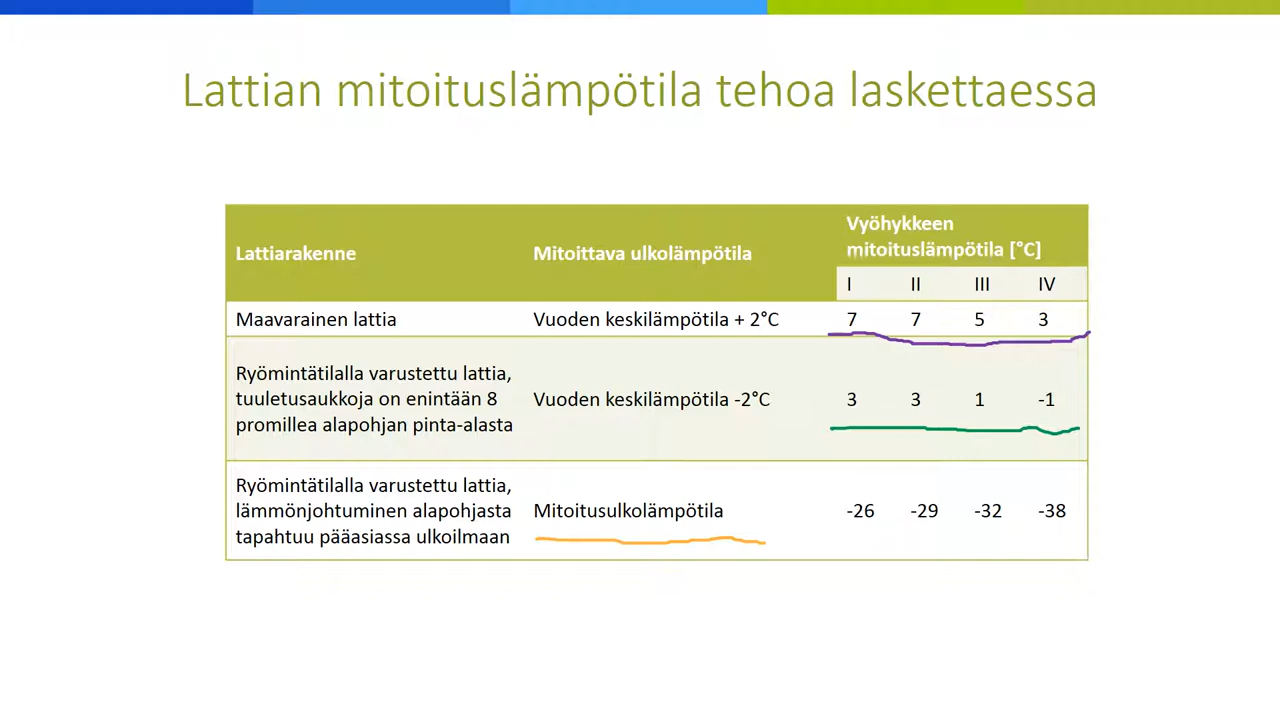 Lattian mitoituslämpötila tehoa laskettaessa
Lattiarakenne
Mitoittava ulkolämpötila
Vyöhykkeen
mitoituslämpötila [°C]
I II III IV
Maavarainen lattia
Vuoden keskilämpötila + 2°C
7 7 5 3
Ryömintätilalla varustettu lattia,
tuuletusaukkoja on enintään 8
promillea alapohjan pinta-alasta
Vuoden keskilämpötila -2°C
3 3 1 -1
Ryömintätilalla varustettu lattia,
lämmönjohtuminen alapohjasta
tapahtuu pääasiassa ulkoilmaan
Mitoitusulkolämpötila
-26 -29 -32 -38